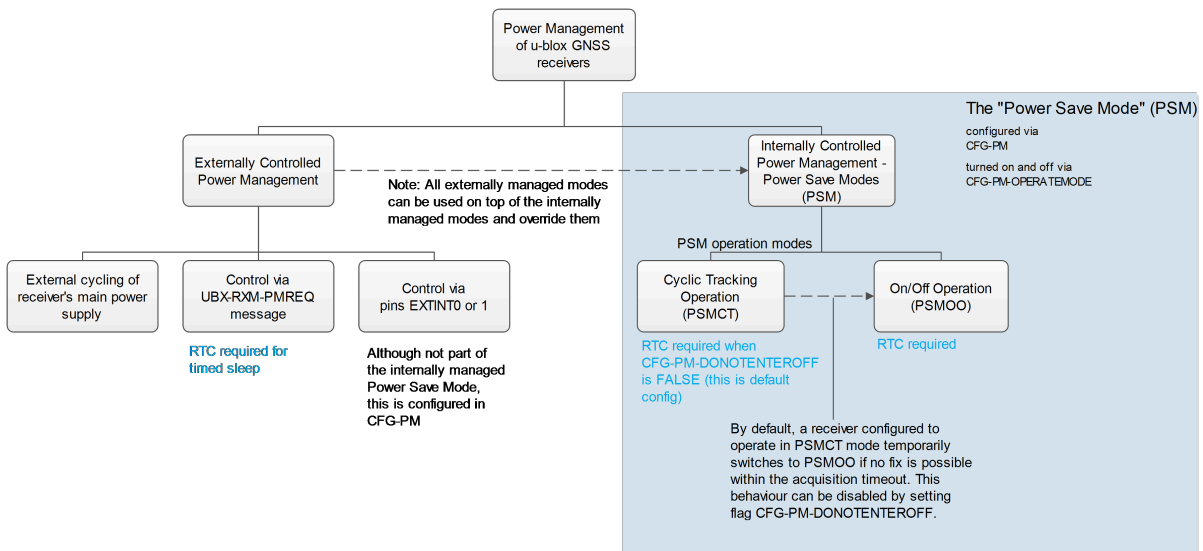 Power Management
of u-blox GNSS
receivers
The "Power Save Mode" (PSM)
configured via
CFG-PM
turned on and off via
CFG-PM-OPERATEMODE
Externally Controlled
Power Management
Internally Controlled
Power Management -
Power Save Modes
(PSM)
Note: All externally managed modes
can be used on top of the internally
managed modes and override them
PSM operation modes
External cycling of
receiver's main power
supply
Control via
UBX-RXM-PMREQ
message
Control via
pins EXTINT0 or 1
Cyclic Tracking
Operation
(PSMCT)
On/Off Operation
(PSMOO)
RTC required for
timed sleep
Although not part of
the internally managed
Power Save Mode,
this is configured in
CFG-PM
RTC required when
CFG-PM-DONOTENTEROFF
is FALSE (this is default
config)
RTC required
By default, a receiver configured to
operate in PSMCT mode temporarily
switches to PSMOO if no fix is possible
within the acquisition timeout. This
behaviour can be disabled by setting
flag CFG-PM-DONOTENTEROFF.